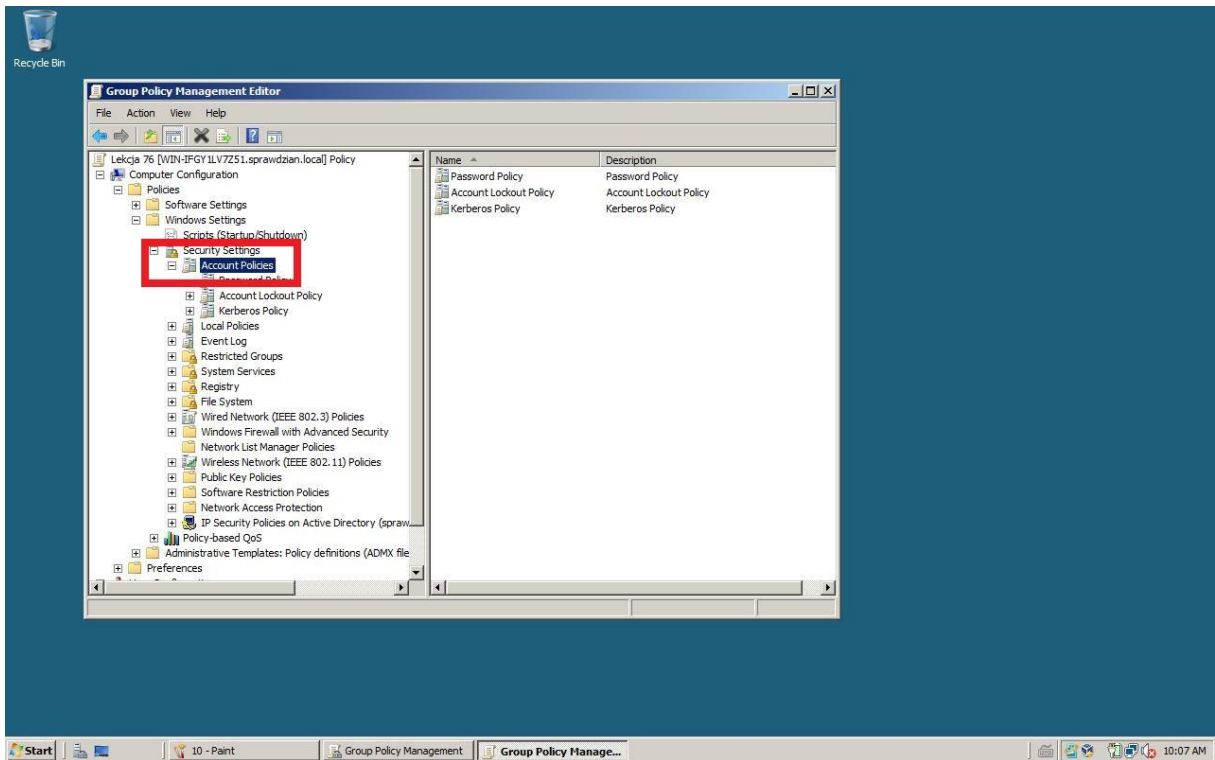 Recycle Bin
Group Policy Management Editor
File Action View Help
Lekcja 76 [WIN-IFGY1LV7Z51.sprawdzian.local] Policy
Computer Configuration
Policies
Software Settings
Windows Settings
Scripts (Startup/Shutdown)
Security Settings
Account Policies
Password Policy
Account Lockout Policy
Kerberos Policy
Local Policies
Event Log
Restricted Groups
System Services
Registry
File System
Wired Network (IEEE 802.3) Policies
Windows Firewall with Advanced Security
Network List Manager Policies
Wireless Network (IEEE 802.11) Policies
Public Key Policies
Software Restriction Policies
Network Access Protection
IP Security Policies on Active Directory (spraw
Policy-based QoS
Administrative Templates: Policy definitions (ADMX file
Preferences
Name Description
Password Policy Password Policy
Account Lockout Policy Account Lockout Policy
Kerberos Policy Kerberos Policy
Start 10 - Paint Group Policy Management Group Policy Manage... 10:07 AM